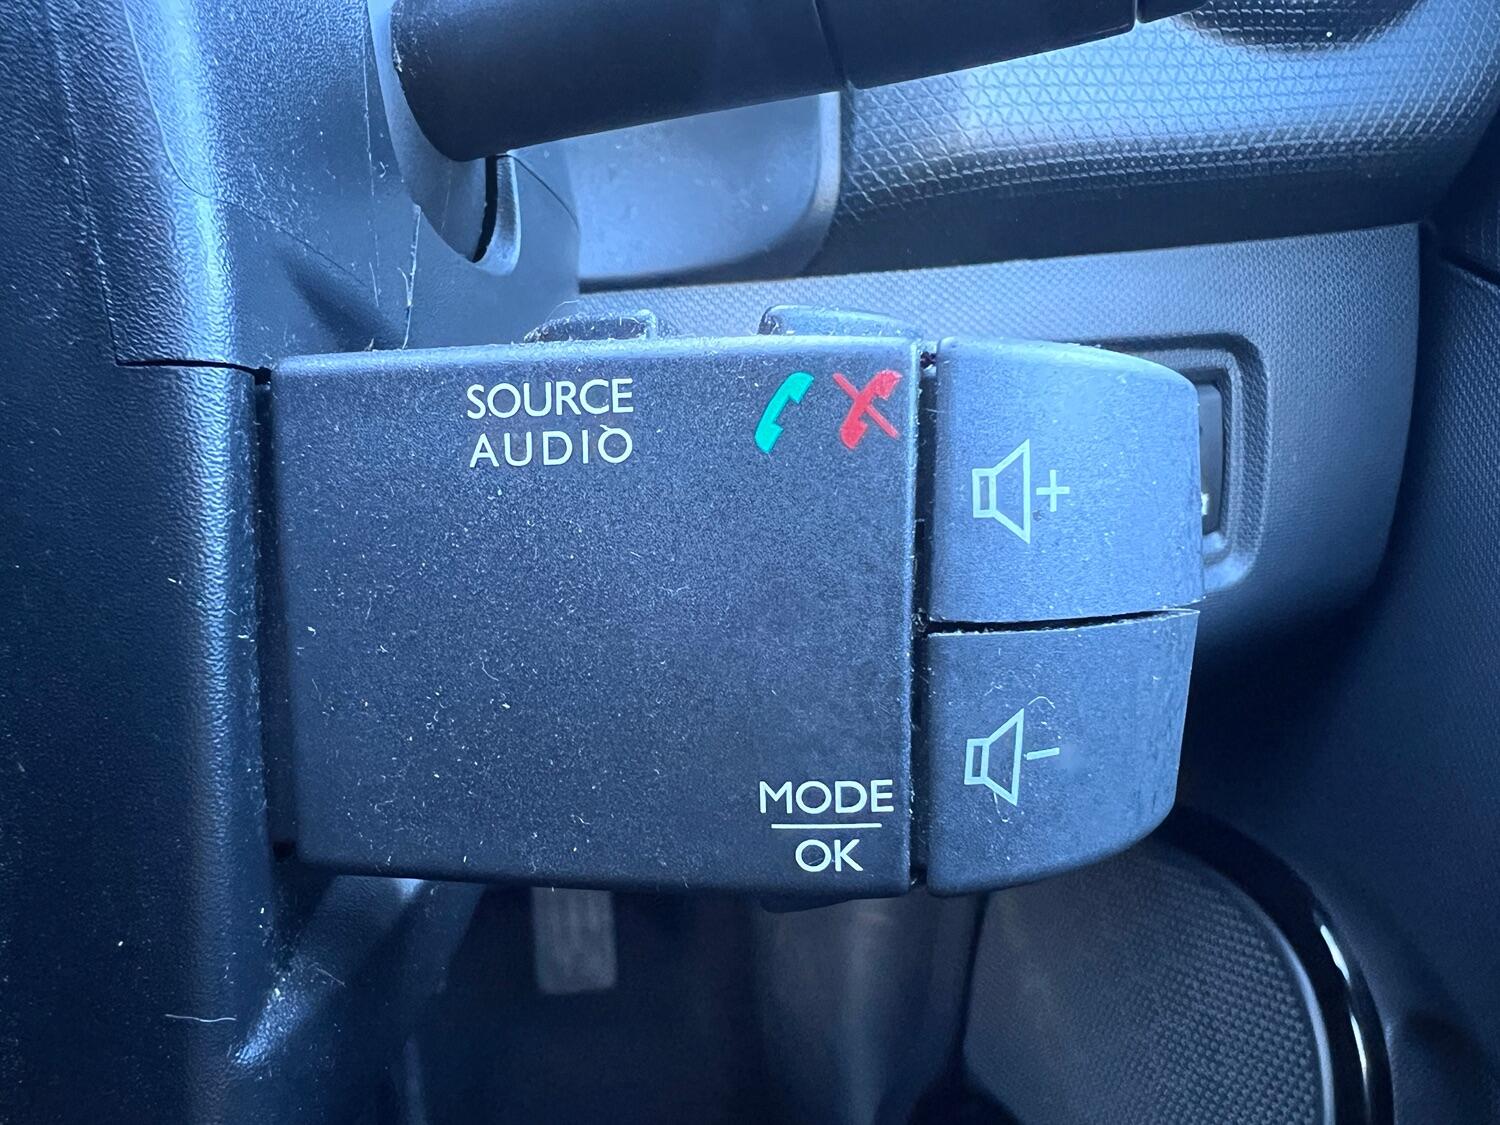 SOURCE
AUDIO
+
MODE
OK
-